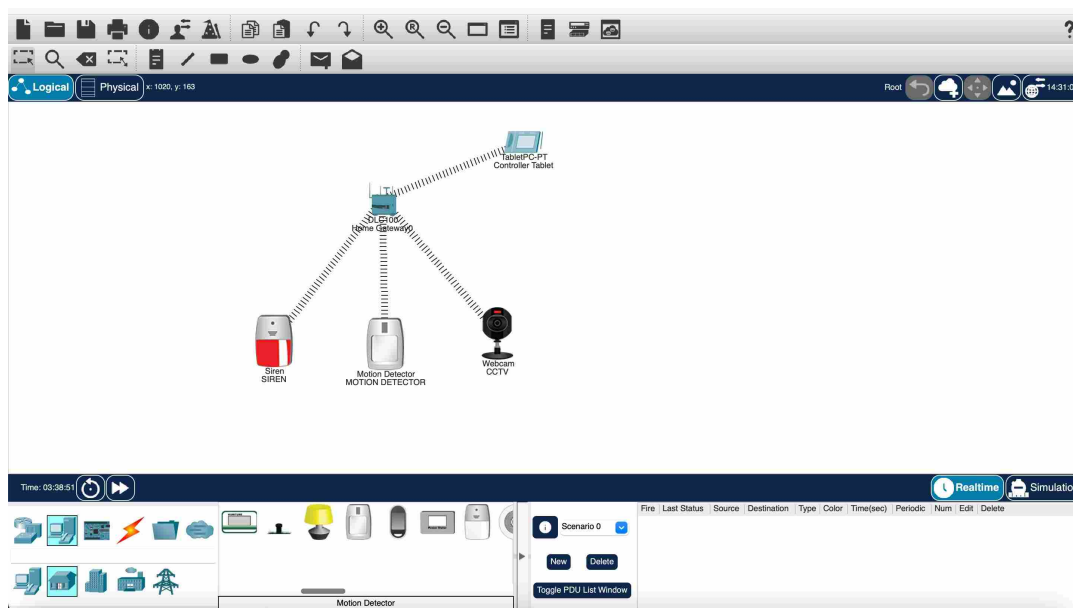 Logical
Physical
x: 1020, y: 163
Root
14:31:0
TabletPC-PT
Controller Tablet
DLC100
Home Gateway0
Siren
SIREN
Motion Detector
MOTION DETECTOR
Webcam
CCTV
Time: 03:38:51
Realtime
Simulatio
Scenario 0
Fire Last Status Source Destination Type Color Time(sec) Periodic Num Edit Delete
New
Delete
Toggle PDU List Window
Motion Detector